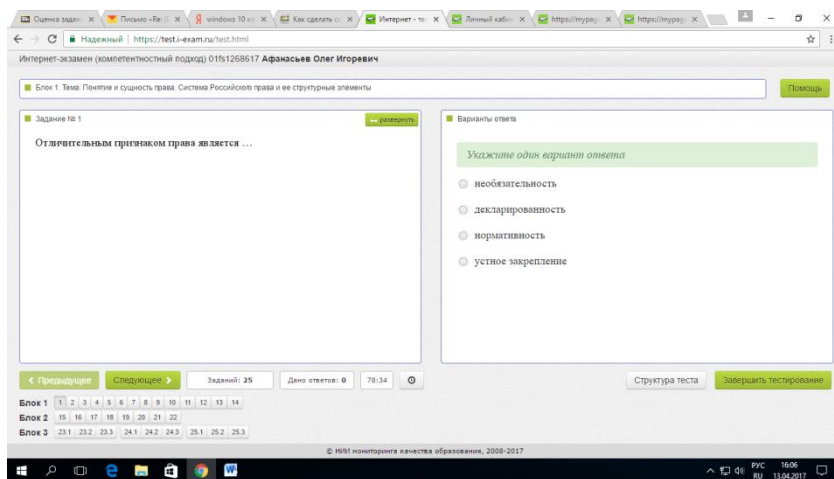 Оценка задан
Письмо «Re: (
windows 10 ко
Как сделать с
Интернет - те
Личный кабин
https://mypag
https://mypag
Надежный | https://test.i-exam.ru/test.html
Интернет-экзамен (компетентностный подход) 01fs1268617 Афанасьев Олег Игоревич
Блок 1. Тема: Понятие и сущность права. Система Российского права и ее структурные элементы
Помощь
Задание № 1
развернуть
Отличительным признаком права является …
Варианты ответа
Укажите один вариант ответа
необязательность
декларированность
нормативность
устное закрепление
Предыдущее
Следующее
Заданий: 25
Дано ответов: 0
78:34
Структура теста
Завершить тестирование
Блок 1 1 2 3 4 5 6 7 8 9 10 11 12 13 14
Блок 2 15 16 17 18 19 20 21 22
Блок 3 23.1 23.2 23.3 24.1 24.2 24.3 25.1 25.2 25.3
© НИИ мониторинга качества образования, 2008-2017
РУС
RU
16:06
13.04.2017